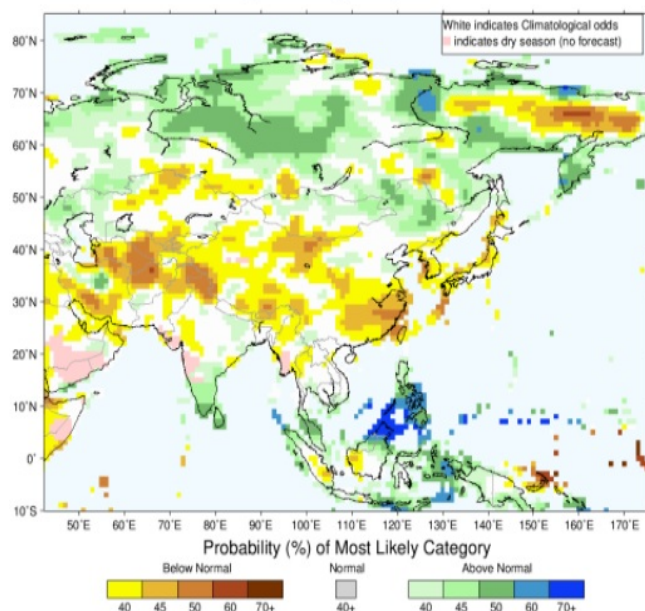 White indicates Climatological odds
indicates dry season (no forecast)
80˚N
70˚N
60˚N
50˚N
40˚N
30˚N
20˚N
10˚N
0˚
10˚S
50˚E 60˚E 70˚E 80˚E 90˚E 100˚E 110˚E 120˚E 130˚E 140˚E 150˚E 160˚E 170˚E
Probability (%) of Most Likely Category
Below Normal Normal Above Normal
40 45 50 60 70+ 40+ 40 45 50 60 70+